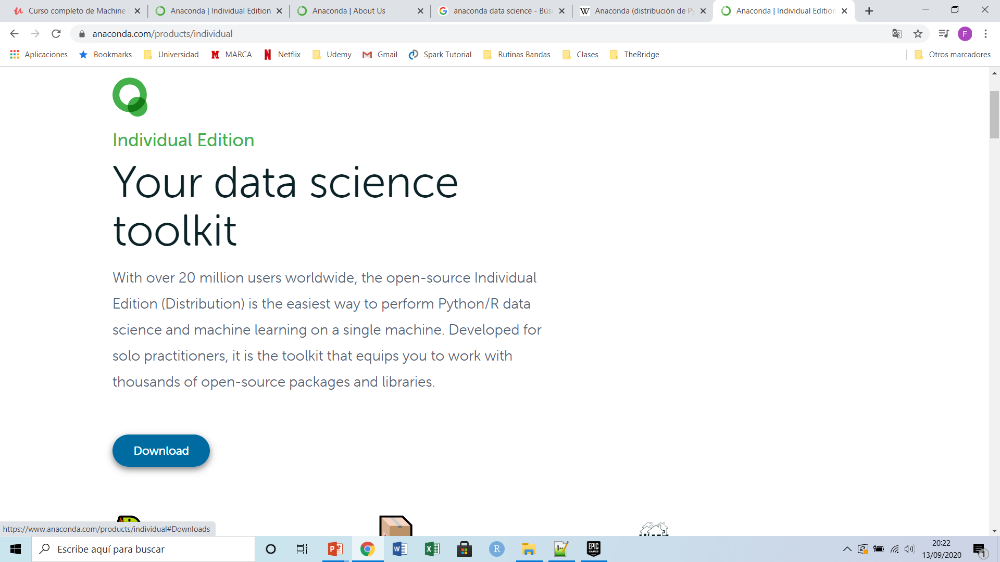 Curso completo de Machine
Anaconda | Individual Edition
Anaconda | About Us
anaconda data science - Bús
Anaconda (distribución de Py
Anaconda | Individual Edition
anaconda.com/products/individual
F
Aplicaciones
Bookmarks
Universidad
MARCA
Netflix
Udemy
Gmail
Spark Tutorial
Rutinas Bandas
Clases
TheBridge
Otros marcadores
Individual Edition
Your data science
toolkit
With over 20 million users worldwide, the open-source Individual
Edition (Distribution) is the easiest way to perform Python/R data
science and machine learning on a single machine. Developed for
solo practitioners, it is the toolkit that equips you to work with
thousands of open-source packages and libraries.
Download
https://www.anaconda.com/products/individual#Downloads
Escribe aquí para buscar
EPIC
GAMES
20:22
13/09/2020
1